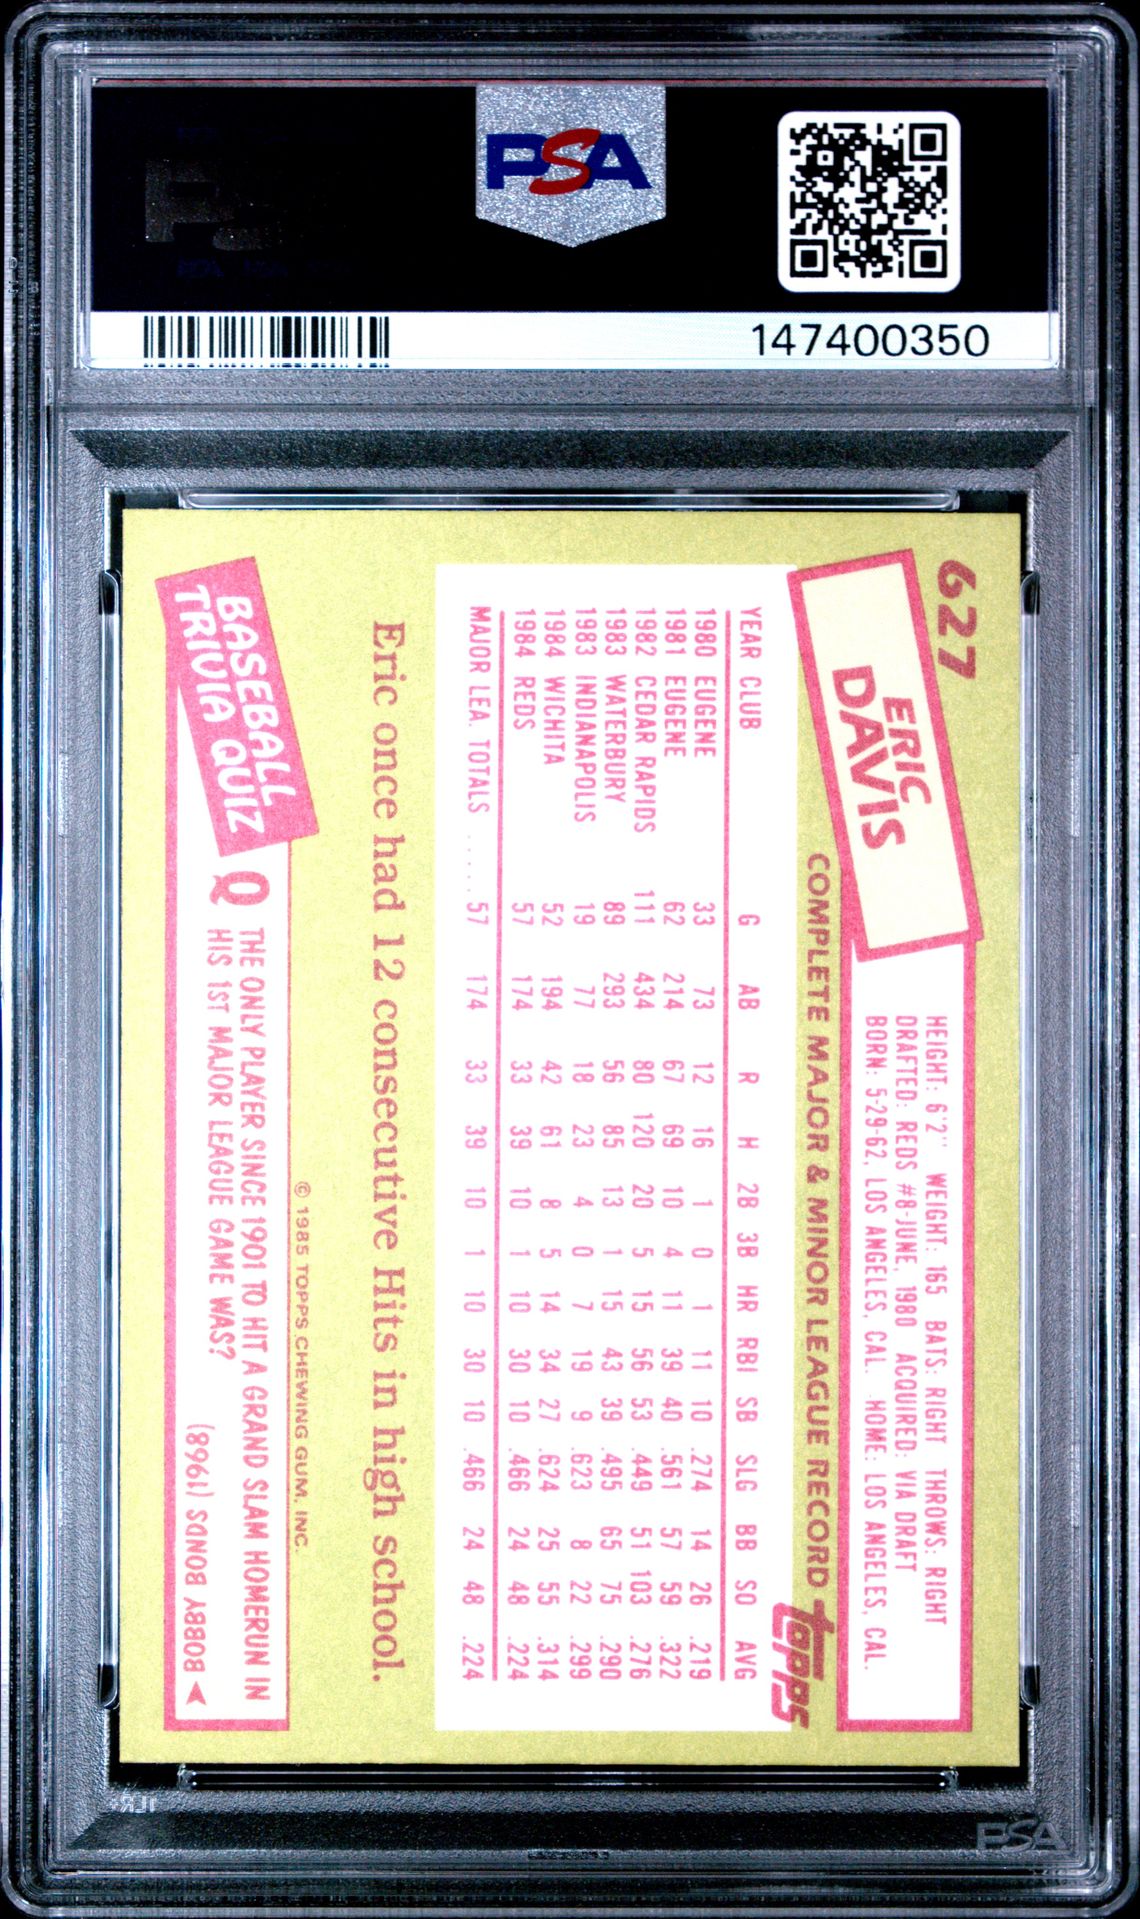 PSA
147400350
627
ERIC
DAVIS
HEIGHT: 6'2" WEIGHT: 165 BATS: RIGHT THROWS: RIGHT
DRAFTED: REDS #8-JUNE, 1980 ACQUIRED: VIA DRAFT
BORN: 5-29-62, LOS ANGELES, CAL. HOME: LOS ANGELES, CAL.
COMPLETE MAJOR & MINOR LEAGUE RECORD
topps
YEAR CLUB G AB R H 2B 3B HR RBI SB SLG BB SO AVG
1980 EUGENE 33 73 12 16 1 0 1 11 10 .274 14 26 .219
1981 EUGENE 62 214 67 69 10 4 11 39 40 .561 57 59 .322
1982 CEDAR RAPIDS 111 434 80 120 20 5 15 56 53 .449 51 103 .276
1983 WATERBURY 89 293 56 85 13 1 15 43 39 .495 65 75 .290
1983 INDIANAPOLIS 19 77 18 23 4 0 7 19 9 .623 8 22 .299
1984 WICHITA 52 194 42 61 8 5 14 34 27 .624 25 55 .314
1984 REDS 57 174 33 39 10 1 10 30 10 .466 24 48 .224
MAJOR LEA. TOTALS ...... 57 174 33 39 10 1 10 30 10 .466 24 48 .224
Eric once had 12 consecutive Hits in high school.
© 1985 TOPPS CHEWING GUM, INC.
BASEBALL
TRIVIA QUIZ
Q THE ONLY PLAYER SINCE 1901 TO HIT A GRAND SLAM HOMERUN IN
HIS 1ST MAJOR LEAGUE GAME WAS?
BOBBY BONDS (1968)
PSA